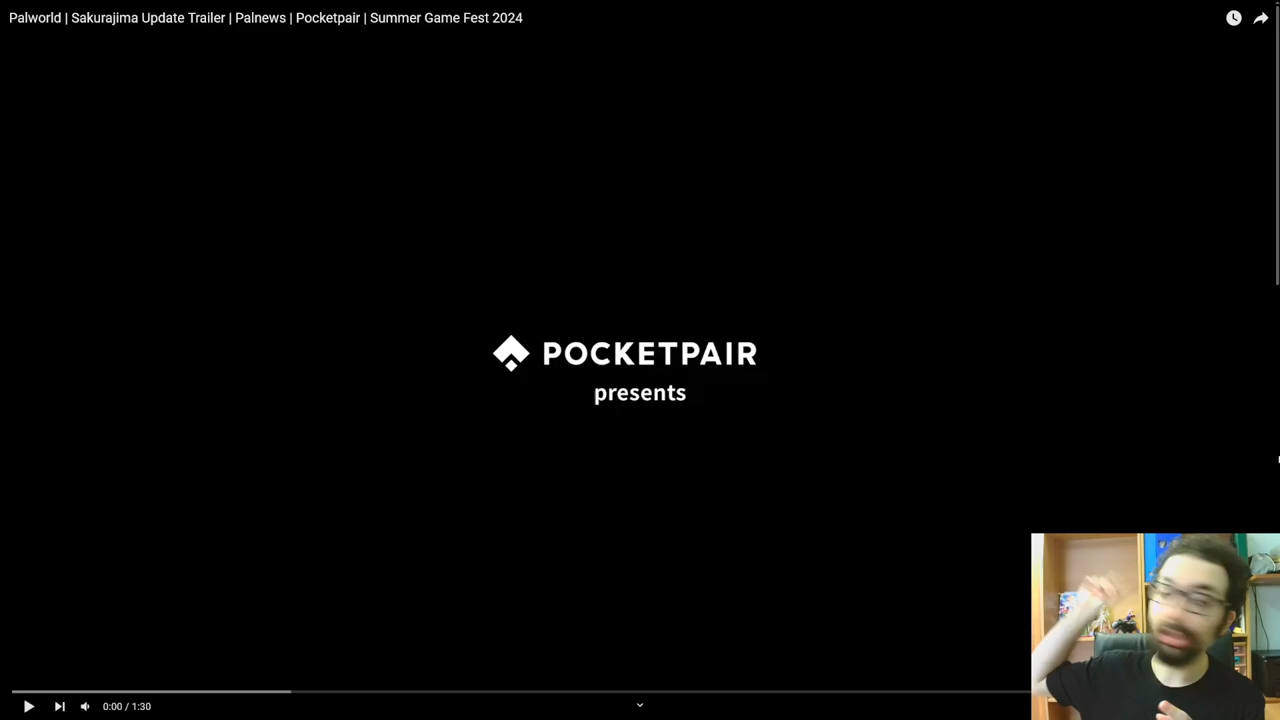 Palworld | Sakurajima Update Trailer | Palnews | Pocketpair | Summer Game Fest 2024
POCKETPAIR
presents
0:00 / 1:30